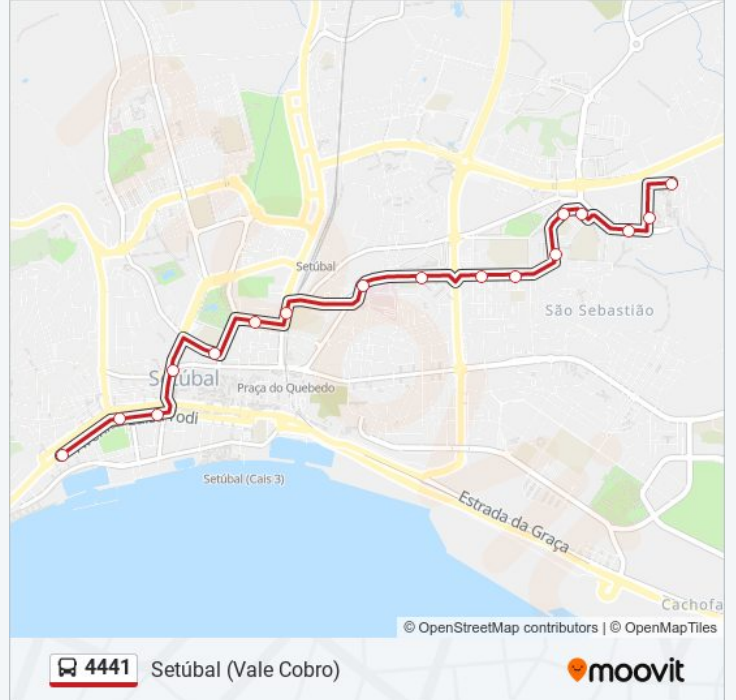 Setúbal
São Sebastião
Setúbal
Praça do Quebedo
Setúbal (Cais 3)
Estrada da Graça
Cachofa
© OpenStreetMap contributors | © OpenMapTiles
4441 Setúbal (Vale Cobro)
moovit